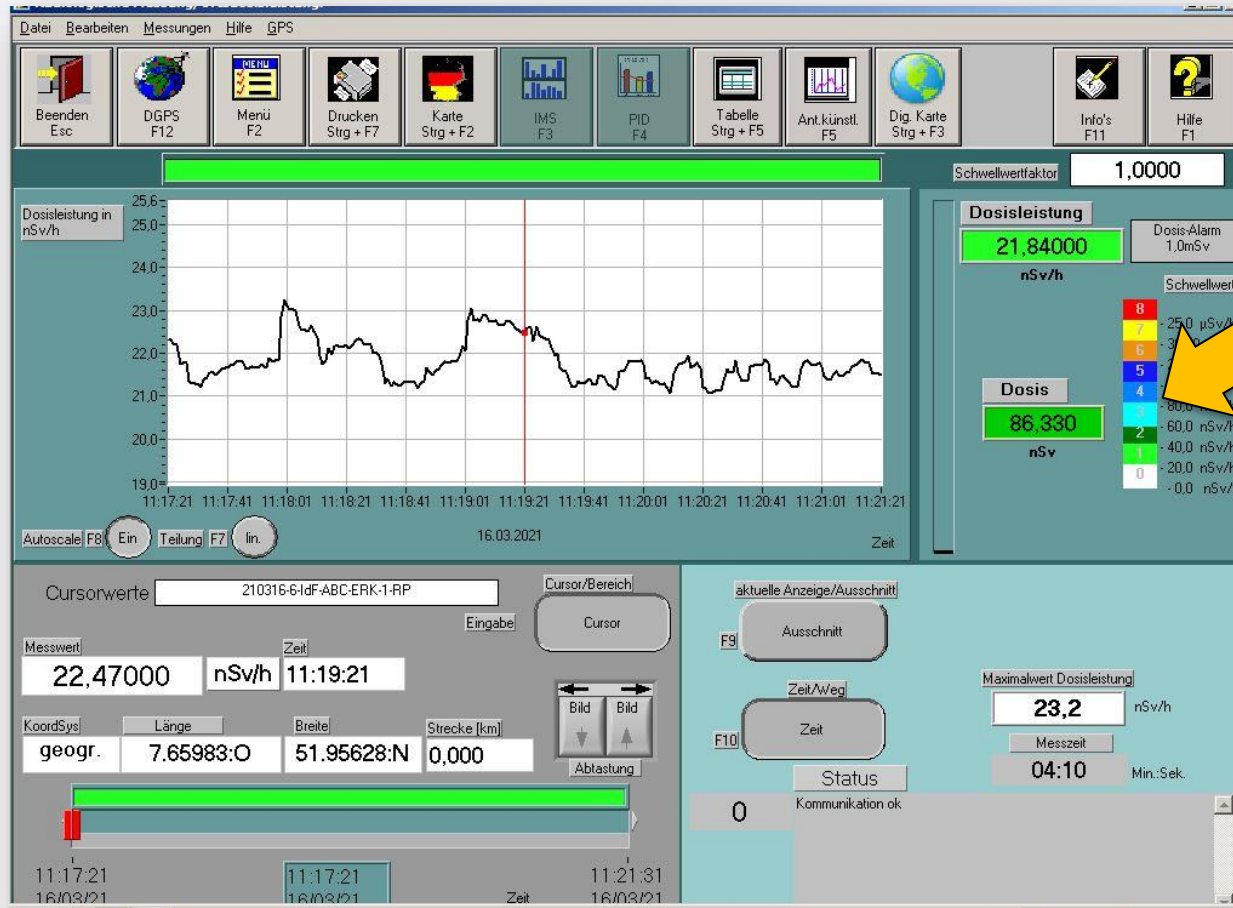 Datei Bearbeiten Messungen Hilfe GPS
Beenden Esc
DGPS F12
MENU
Menü F2
Drucken Strg + F7
Karte Strg + F2
IMS F3
PID F4
Tabelle Strg + F5
Ant.künstl. F5
Dig. Karte Strg + F3
Info's F11
Hilfe F1
Schwellwertfaktor 1,0000
Dosisleistung in nSv/h
25,6
25,0
24,0
23,0
22,0
21,0
20,0
19,0
11:17:21 11:17:41 11:18:01 11:18:21 11:18:41 11:19:01 11:19:21 11:19:41 11:20:01 11:20:21 11:20:41 11:21:01 11:21:21
Autoscale F8 Ein Teilung F7 lin.
16.03.2021
Zeit
Dosisleistung
21,84000
nSv/h
Dosis-Alarm
1,0mSv
Schwellwert
8
7 - 25,0 µSv/h
6
5
4
3 - 80,0
2 - 60,0 nSv/h
1 - 40,0 nSv/h
0 - 20,0 nSv/h
- 0,0 nSv/h
Dosis
86,330
nSv
Cursorwerte 210316-6-IdF-ABC-ERK-1-RP
Eingabe
Cursor/Bereich
Cursor
Messwert
Zeit
22,47000 nSv/h 11:19:21
KoordSys Länge Breite Strecke [km]
geogr. 7.65983:O 51.95628:N 0,000
Bild Bild
Abtastung
11:17:21 11:17:21 11:21:31
16/03/21 16/03/21 Zeit 16/03/21
aktuelle Anzeige/Ausschnitt
F9 Ausschnitt
Zeit/Weg
F10 Zeit
Maximalwert Dosisleistung
23,2 nSv/h
Messzeit
04:10 Min.:Sek.
Status
0 Kommunikation ok